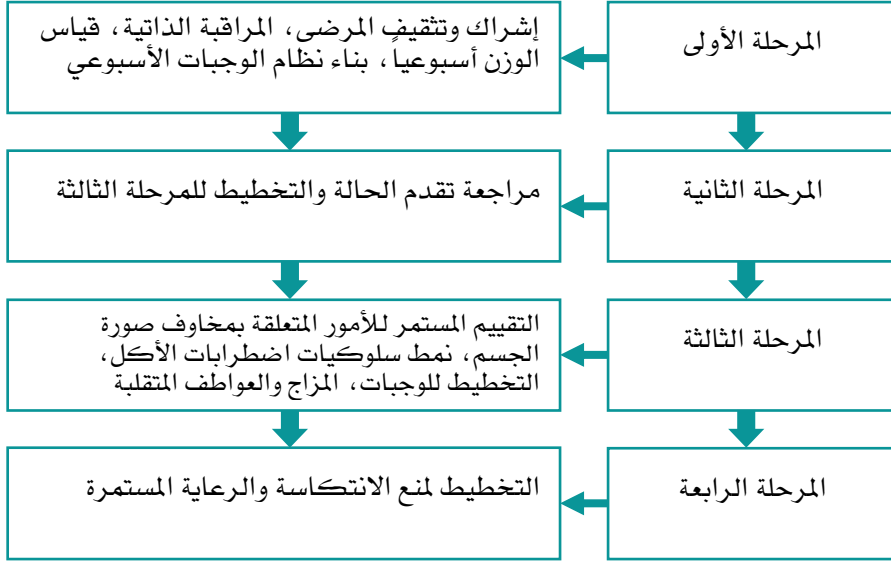 المرحلة الأولى
إشراك وتثقيفٍ المرضى، المراقبة الذاتية، قياس
الوزن أسبوعياً، بناء نظام الوجبات الأسبوعي
المرحلة الثانية
مراجعة تقدم الحالة والتخطيط للمرحلة الثالثة
المرحلة الثالثة
التقييم المستمر للأمور المتعلقة بمخاوف صورة
الجسم، نمط سلوكيات اضطرابات الأكل،
التخطيط للوجبات، المزاج والعواطف المتقلبة
المرحلة الرابعة
التخطيط لمنع الانتكاسة والرعاية المستمرة